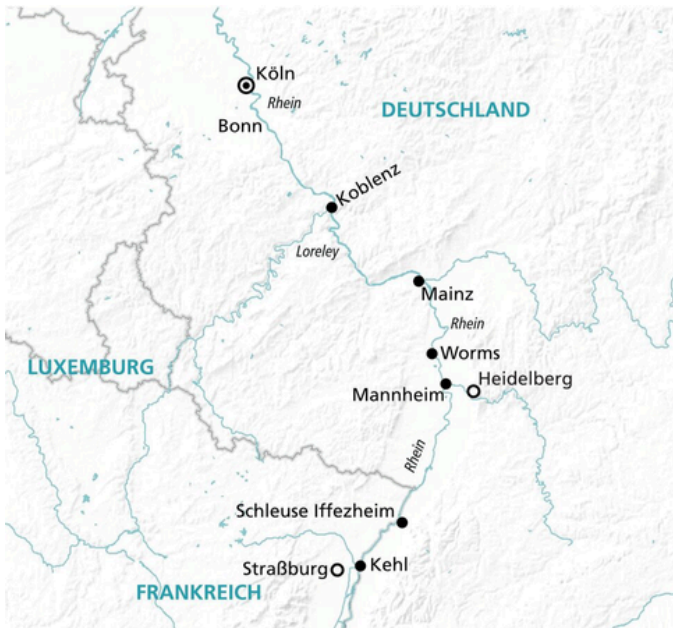 Köln
Rhein
DEUTSCHLAND
Bonn
Koblenz
Loreley
Mainz
Rhein
Worms
LUXEMBURG
Heidelberg
Mannheim
Rhein
Schleuse Iffezheim
Straßburg
Kehl
FRANKREICH